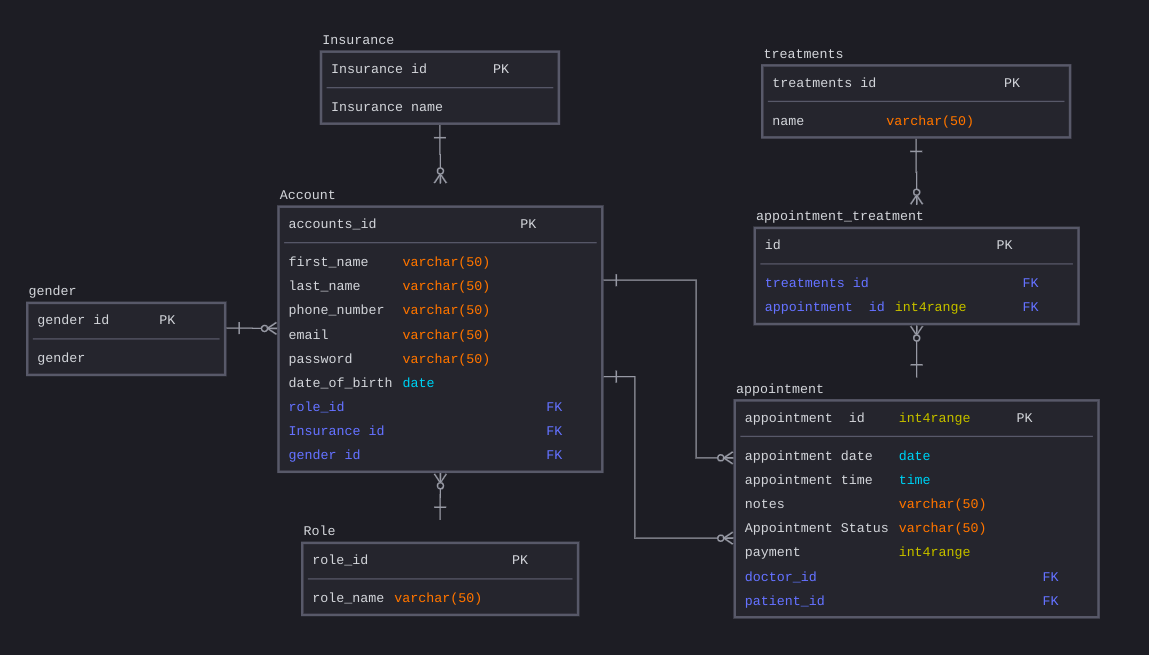 Insurance
Insurance id PK
Insurance name
treatments
treatments id PK
name varchar(50)
Account
accounts_id PK
first_name varchar(50)
last_name varchar(50)
phone_number varchar(50)
email varchar(50)
password varchar(50)
date_of_birth date
role_id FK
Insurance id FK
gender id FK
appointment_treatment
id PK
treatments id FK
appointment  id int4range FK
gender
gender id PK
gender
appointment
appointment  id int4range PK
appointment date date
appointment time time
notes varchar(50)
Appointment Status varchar(50)
payment int4range
doctor_id FK
patient_id FK
Role
role_id PK
role_name varchar(50)